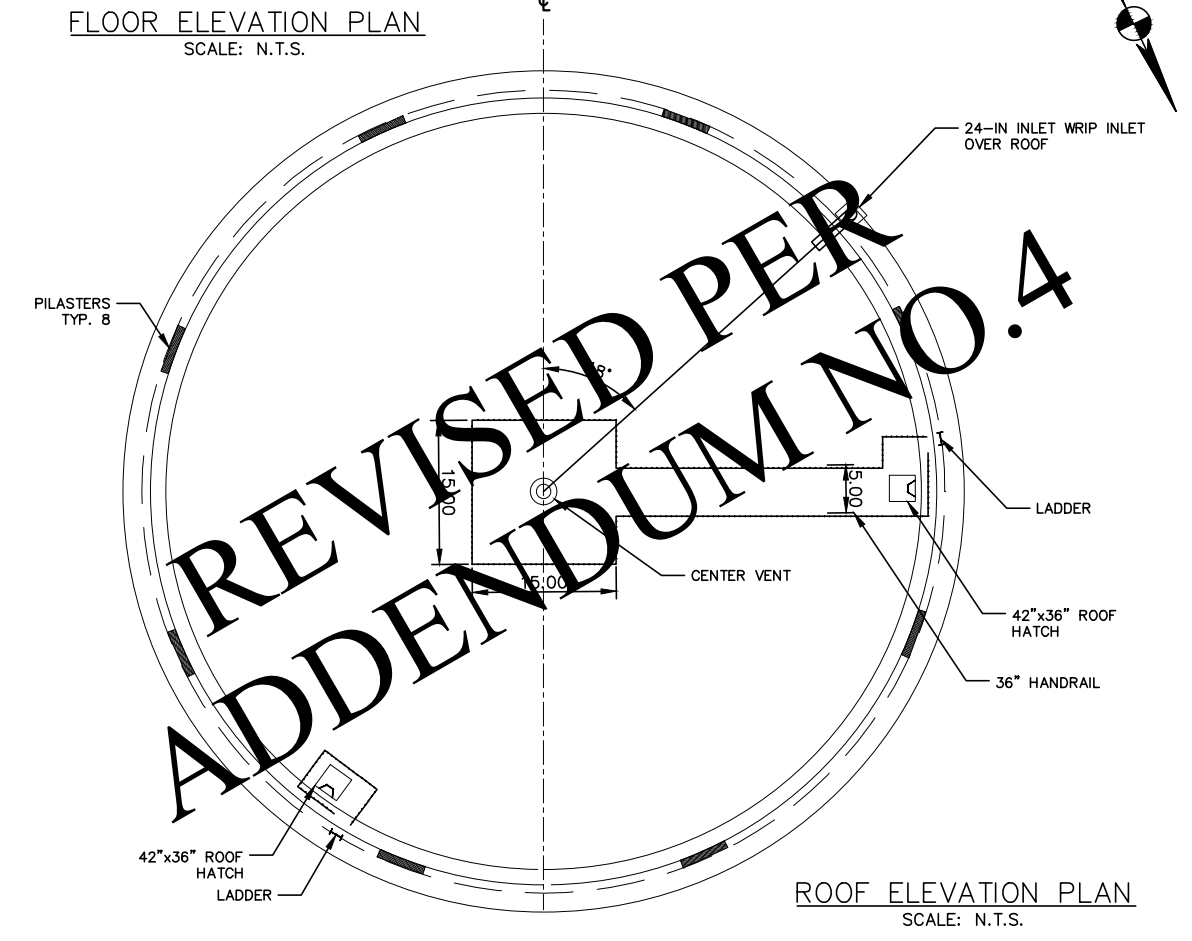 FLOOR ELEVATION PLAN
SCALE: N.T.S.
24-IN INLET WRIP INLET
OVER ROOF
PILASTERS
TYP. 8
REVISED PER
ADDENDUM NO.4
15.00
5.00
15.00
LADDER
CENTER VENT
42"x36" ROOF
HATCH
36" HANDRAIL
42"x36" ROOF
HATCH
LADDER
ROOF ELEVATION PLAN
SCALE: N.T.S.